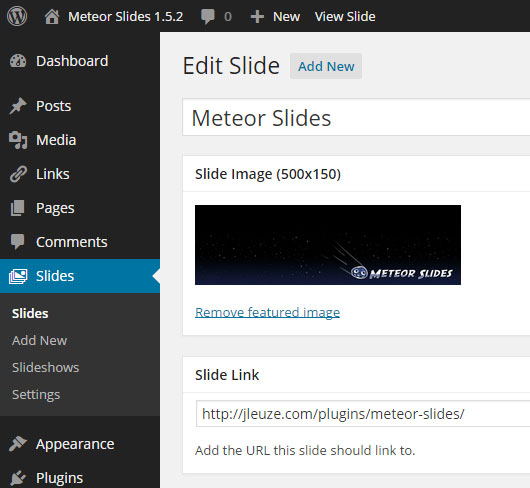 Meteor Slides 1.5.2 0 + New View Slide
Dashboard
Posts
Media
Links
Pages
Comments
Slides
Slides
Add New
Slideshows
Settings
Appearance
Plugins
Edit Slide Add New
Meteor Slides
Slide Image (500x150)
METEOR SLIDES
Remove featured image
Slide Link
http://jleuze.com/plugins/meteor-slides/
Add the URL this slide should link to.